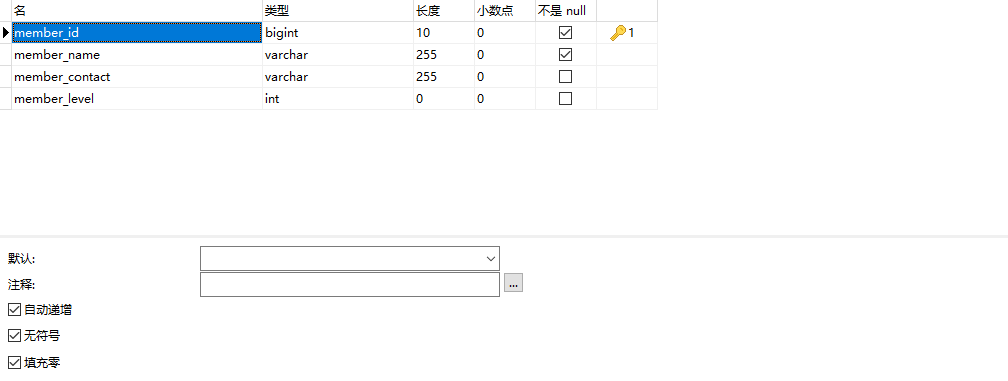 名 类型 长度 小数点 不是 null
member_id bigint 10 0 1
member_name varchar 255 0
member_contact varchar 255 0
member_level int 0 0
默认:
注释:
...
自动递增
无符号
填充零